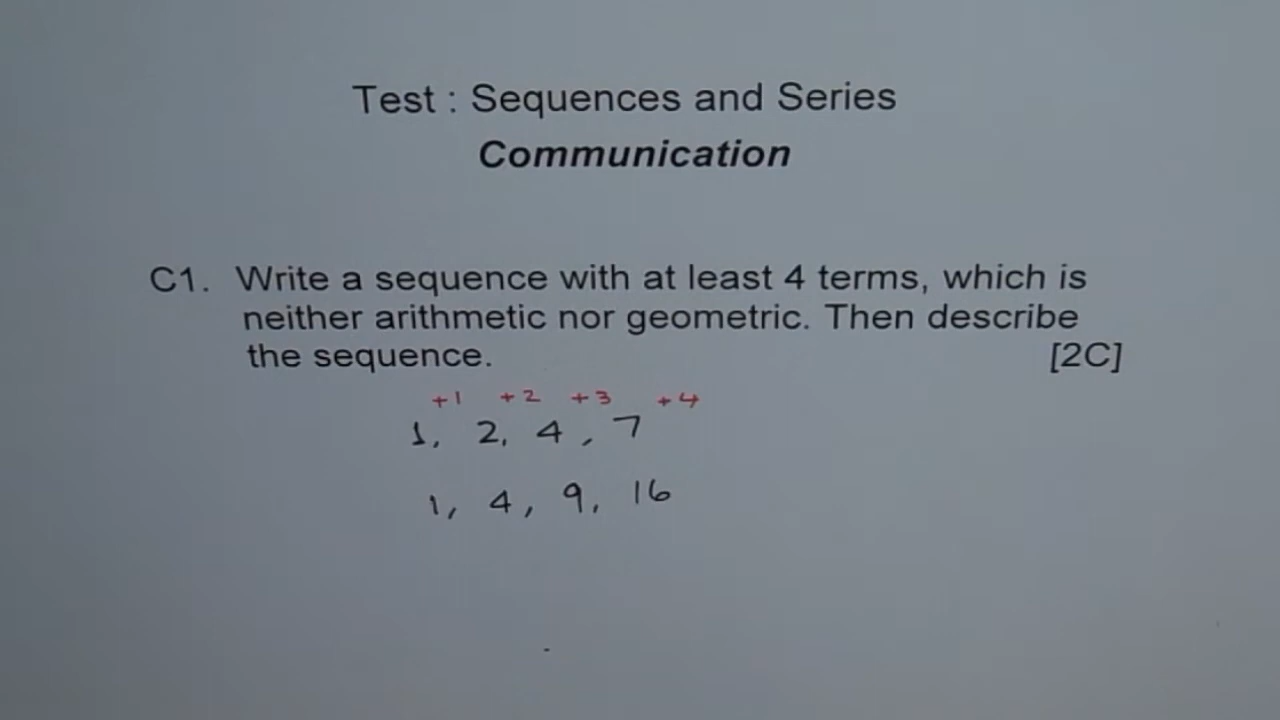 Test : Sequences and Series
Communication
C1. Write a sequence with at least 4 terms, which is
neither arithmetic nor geometric. Then describe
the sequence. [2C]
+1 +2 +3 +4
1, 2, 4, 7
1, 4, 9, 16